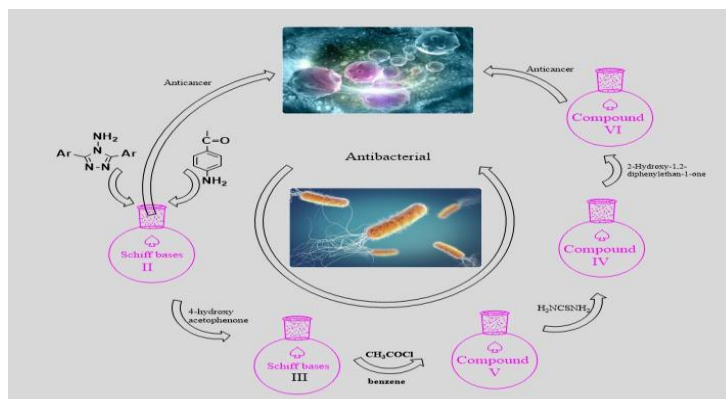 Anticancer
Anticancer
Compound
VI
NH₂
Ar
N
Ar
N-N
C=O
NH₂
Antibacterial
2-Hydroxy-1,2-
diphenylethan-1-one
Schiff bases
II
Compound
IV
4-hydroxy
acetophenone
H₂NCSNH₂
Schiff bases
III
CH₃COCl
benzene
Compound
V